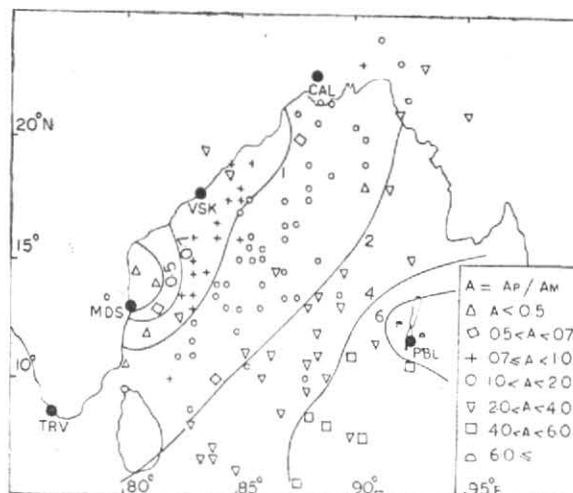 CAL
20°N
VSK
1
2
15°
0.7
0.5
MDS
4
6
PBL
10°
TRV
80°
85°
90°
95°E
A = AP / AM
A < 0.5
0.5 < A < 0.7
0.7 ≤ A < 1.0
1.0 < A < 2.0
2.0 < A < 4.0
4.0 < A < 6.0
6.0 ≤